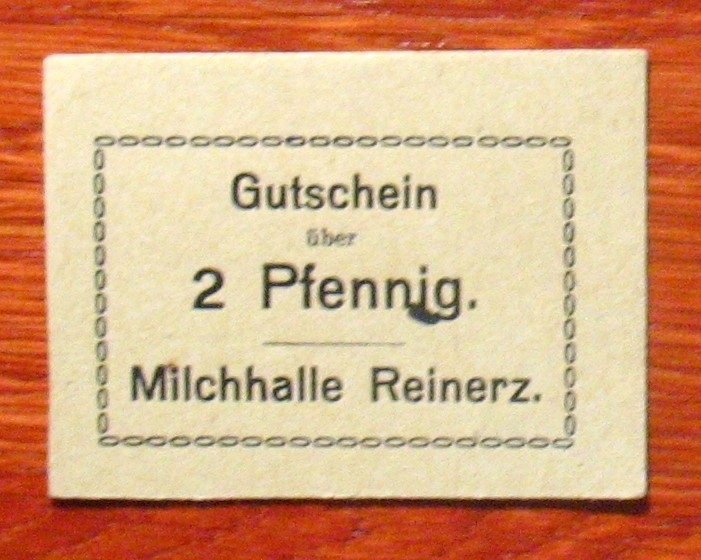 Gutschein
über
2 Pfennig.
Milchhalle Reinerz.